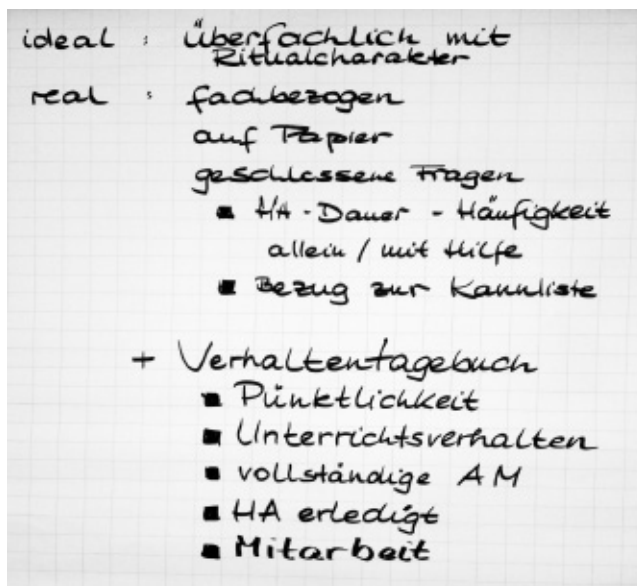 ideal : Überfachlich mit
Ritualcharakter
real : fachbezogen
auf Papier
geschlossene Fragen
▪ HA - Dauer - Häufigkeit
allein / mit Hilfe
▪ Bezug zur Kannliste
+ Verhaltentagebuch
▪ Pünktlichkeit
▪ Unterrichtsverhalten
▪ vollständige AM
▪ HA erledigt
▪ Mitarbeit